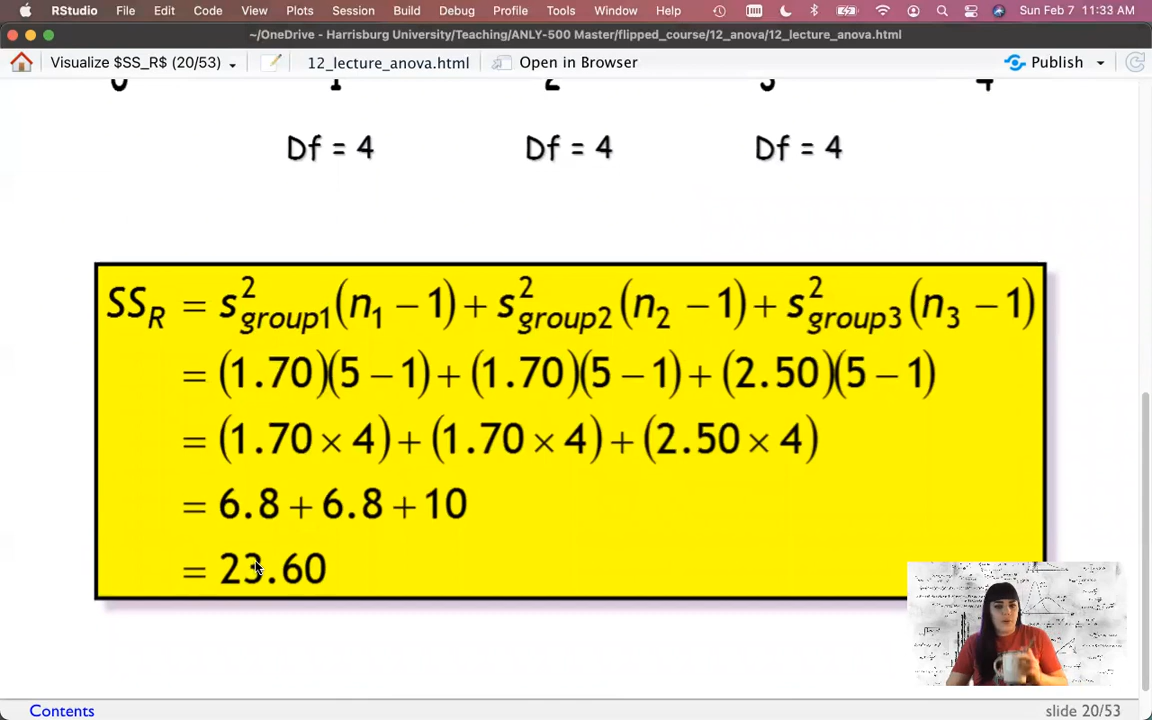 RStudio File Edit Code View Plots Session Build Debug Profile Tools Window Help Sun Feb 7 11:33 AM
~/OneDrive - Harrisburg University/Teaching/ANLY-500 Master/flipped_course/12_anova/12_lecture_anova.html
Visualize $SS_R$ (20/53) 12_lecture_anova.html Open in Browser Publish
0 1 2 3 4
Df = 4 Df = 4 Df = 4
SS_R = s²_group1(n₁ − 1) + s²_group2(n₂ − 1) + s²_group3(n₃ − 1)
= (1.70)(5 − 1) + (1.70)(5 − 1) + (2.50)(5 − 1)
= (1.70 × 4) + (1.70 × 4) + (2.50 × 4)
= 6.8 + 6.8 + 10
= 23.60
Contents slide 20/53